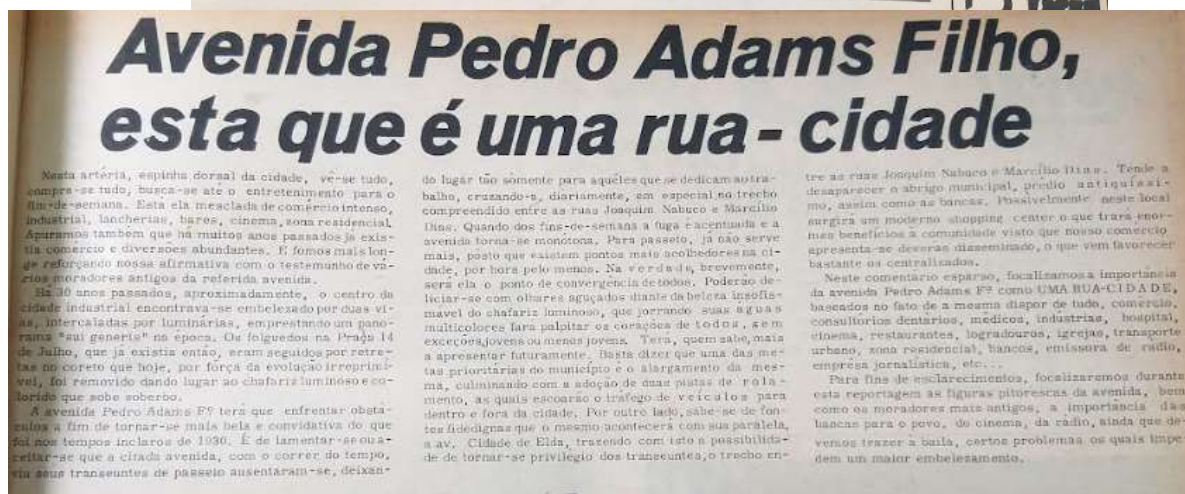 Avenida Pedro Adams Filho,
esta que é uma rua - cidade
Nesta artéria, espinha dorsal da cidade, vê-se tudo,
compra-se tudo, busca-se até o entretenimento para o
fim-de-semana. Esta ela mesclada de comércio intenso,
industrial, lancherias, bares, cinema, zona residencial.
Apuramos também que há muitos anos passados já exis-
tia comércio e diversões abundantes. E fomos mais lon-
ge reforçando nossa afirmativa com o testemunho de vá-
rios moradores antigos da referida avenida.
Há 30 anos passados, aproximadamente, o centro da
cidade industrial encontrava-se embelezado por duas vi-
as, intercaladas por luminárias, emprestando um pano-
rama "sui generis" na época. Os folguedos na Praça 14
de Julho, que já existia então, eram seguidos por retre-
tas no coreto que hoje, por força da evolução irreprimí-
vel, foi removido dando lugar ao chafariz luminoso e co-
lorido que sobe soberbo.
A avenida Pedro Adams Fº terá que enfrentar obstá-
culos a fim de tornar-se mais bela e convidativa do que
foi nos tempos inclaros de 1930. É de lamentar-se ou a-
ceitar-se que a citada avenida, com o correr do tempo,
viu seus transeuntes de passeio ausentaram-se, deixan-
do lugar tão somente para aqueles que se dedicam ao tra-
balho, cruzando-s, diariamente, em especial no trecho
compreendido entre as ruas Joaquim Nabuco e Marcílio
Dias. Quando dos fins-de-semana a fuga é acentuada e a
avenida torna-se monótona. Para passeio, já não serve
mais, posto que existem pontos mais acolhedores na ci-
dade, por hora pelo menos. Na verdade, brevemente,
será ela o ponto de convergência de todos. Poderão de-
liciar-se com olhares aguçados diante da beleza insofis-
mavel do chafariz luminoso, que jorrando suas aguas
multicolores fara palpitar os corações de todos, sem
exceções, jovens ou menos jovens. Terá, quem sabe, mais
a apresentar futuramente. Basta dizer que uma das me-
tas prioritárias do município e o alargamento da mes-
ma, culminando com a adoção de duas pistas de rola-
mento, as quais escoarão o tráfego de veículos para
dentro e fora da cidade. Por outro lado, sabe-se de fon-
tes fidedignas que o mesmo acontecerá com sua paralela,
a av. Cidade de Elda, trazendo com isto a possibilida-
de de tornar-se privilegio dos transeuntes, o trecho en-
tre as ruas Joaquim Nabuco e Marcílio Dias. Tende a
desaparecer o abrigo municipal, prédio antiquíssi-
mo, assim como as bancas. Possivelmente neste local
surgirá um moderno shopping center o que trará enor-
mes benefícios à comunidade visto que nosso comércio
apresenta-se deveras disseminado, o que vem favorecer
bastante os centralizados.
Neste comentário esparso, focalizamos a importância
da avenida Pedro Adams Fº como UMA RUA-CIDADE,
baseados no fato de a mesma dispor de tudo, comércio,
consultórios dentários, médicos, indústrias, hospital,
cinema, restaurantes, logradouros, igrejas, transporte
urbano, zona residencial, bancos, emissora de rádio,
empresa jornalística, etc...
Para fins de esclarecimentos, focalizaremos durante
esta reportagem as figuras pitorescas da avenida, bem
como os moradores mais antigos, a importância das
bancas para o povo, do cinema, da rádio, ainda que de-
vemos trazer à baila, certos problemas os quais impe-
dem um maior embelezamento.